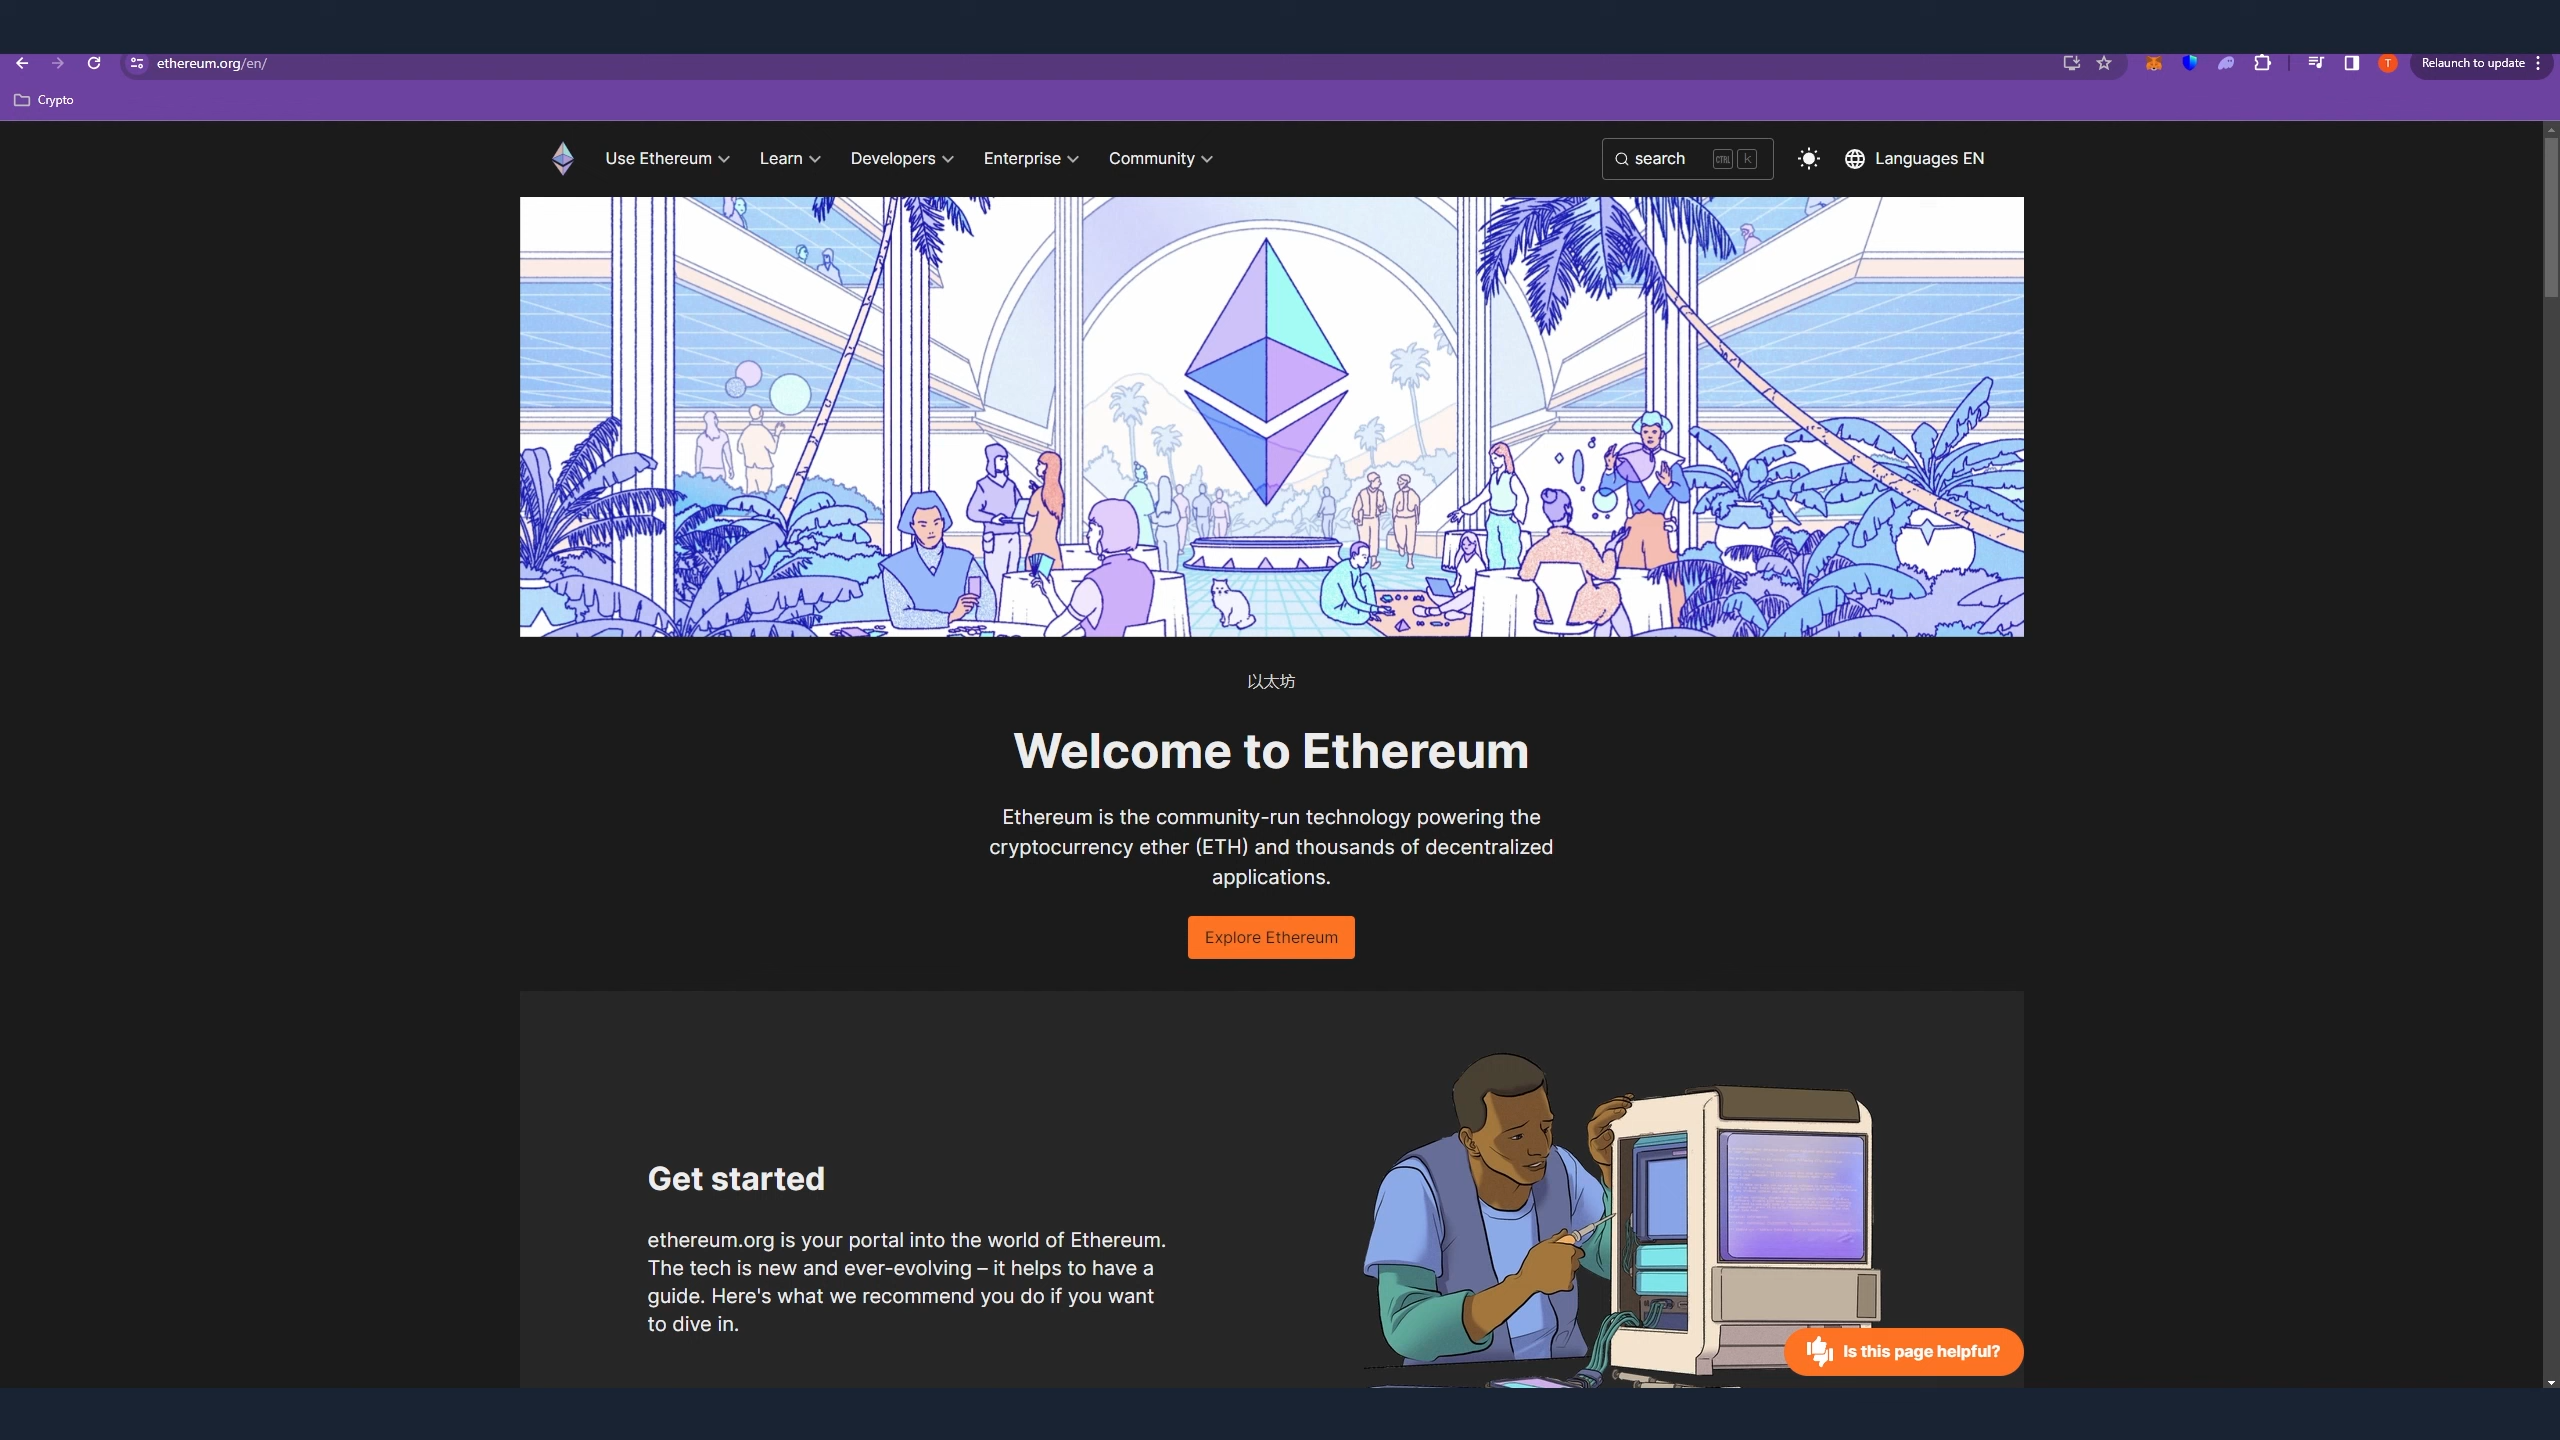 ethereum.org/en/
Relaunch to update
Crypto
Use Ethereum
Learn
Developers
Enterprise
Community
search
CTRL
k
Languages EN
以太坊
Welcome to Ethereum
Ethereum is the community-run technology powering the
cryptocurrency ether (ETH) and thousands of decentralized
applications.
Explore Ethereum
Get started
ethereum.org is your portal into the world of Ethereum.
The tech is new and ever-evolving – it helps to have a
guide. Here's what we recommend you do if you want
to dive in.
Is this page helpful?
T